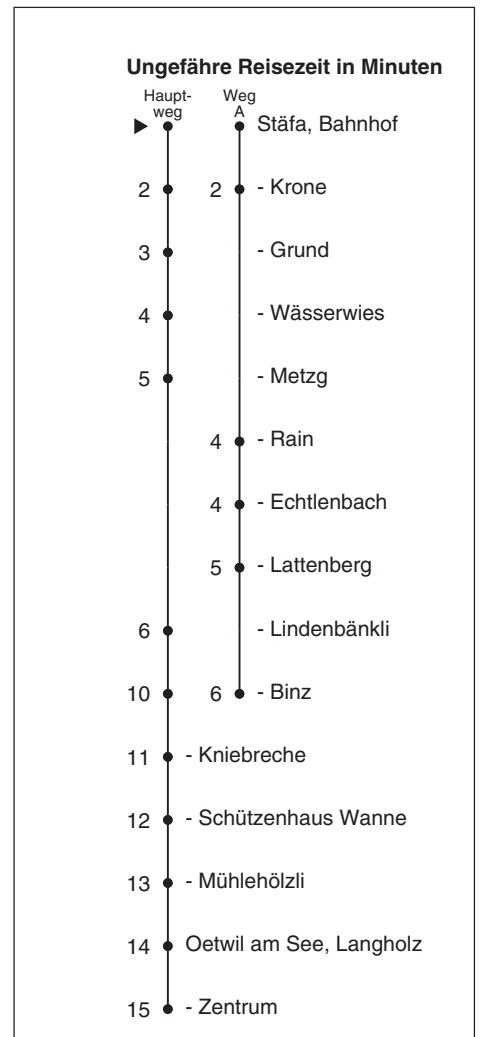 Ungefähre Reisezeit in Minuten
Haupt- Weg
weg A
Stäfa, Bahnhof
2 2 - Krone
3 - Grund
4 - Wässerwies
5 - Metzg
4 - Rain
4 - Echtlenbach
5 - Lattenberg
6 - Lindenbänkli
10 6 - Binz
11 - Kniebreche
12 - Schützenhaus Wanne
13 - Mühlehölzli
14 Oetwil am See, Langholz
15 - Zentrum